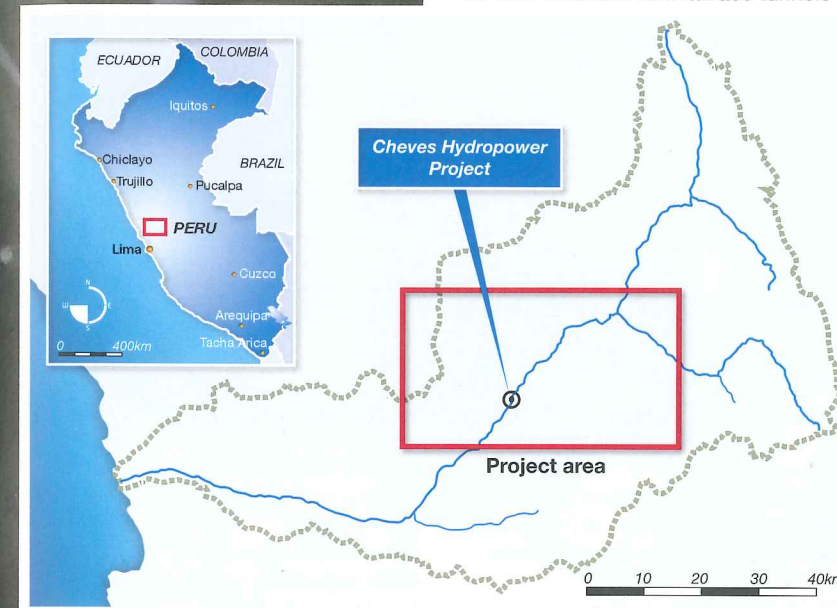 ECUADOR
COLOMBIA
Iquitos
BRAZIL
Chiclayo
Trujillo
Pucalpa
PERU
Lima
Cuzco
Arequipa
Tacha Arica
N
W E
S
0 400km
Cheves Hydropower
Project
Project area
0 10 20 30 40k